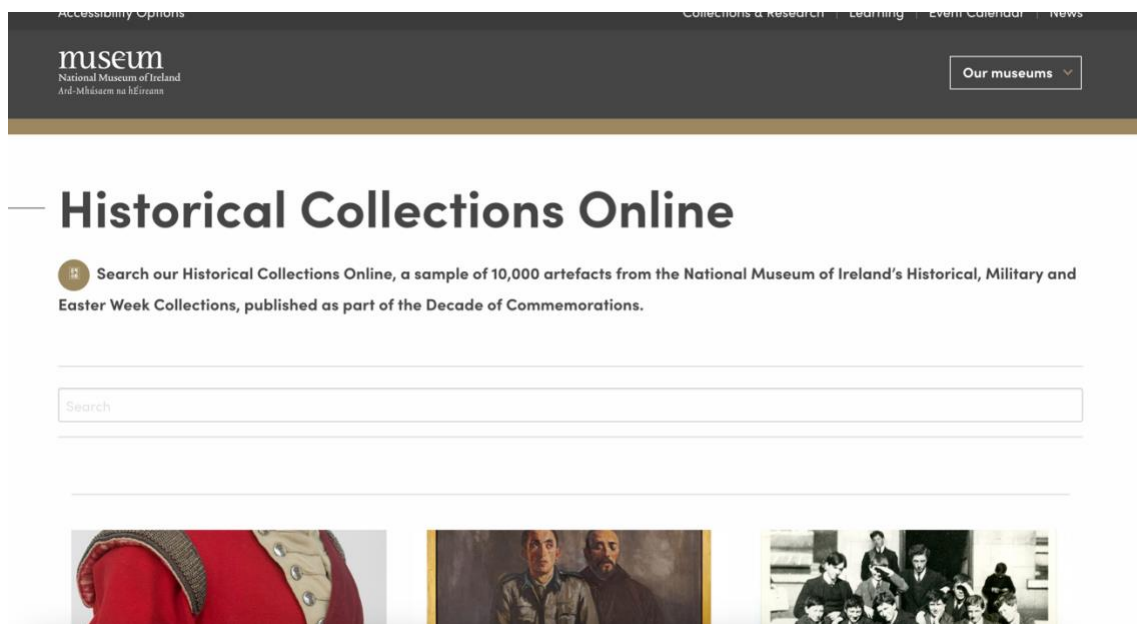 Accessibility Options
Collections & Research | Learning | Event Calendar | News
museum
National Museum of Ireland
Ard-Mhúsaem na hÉireann
Our museums
Historical Collections Online
Search our Historical Collections Online, a sample of 10,000 artefacts from the National Museum of Ireland's Historical, Military and
Easter Week Collections, published as part of the Decade of Commemorations.
Search